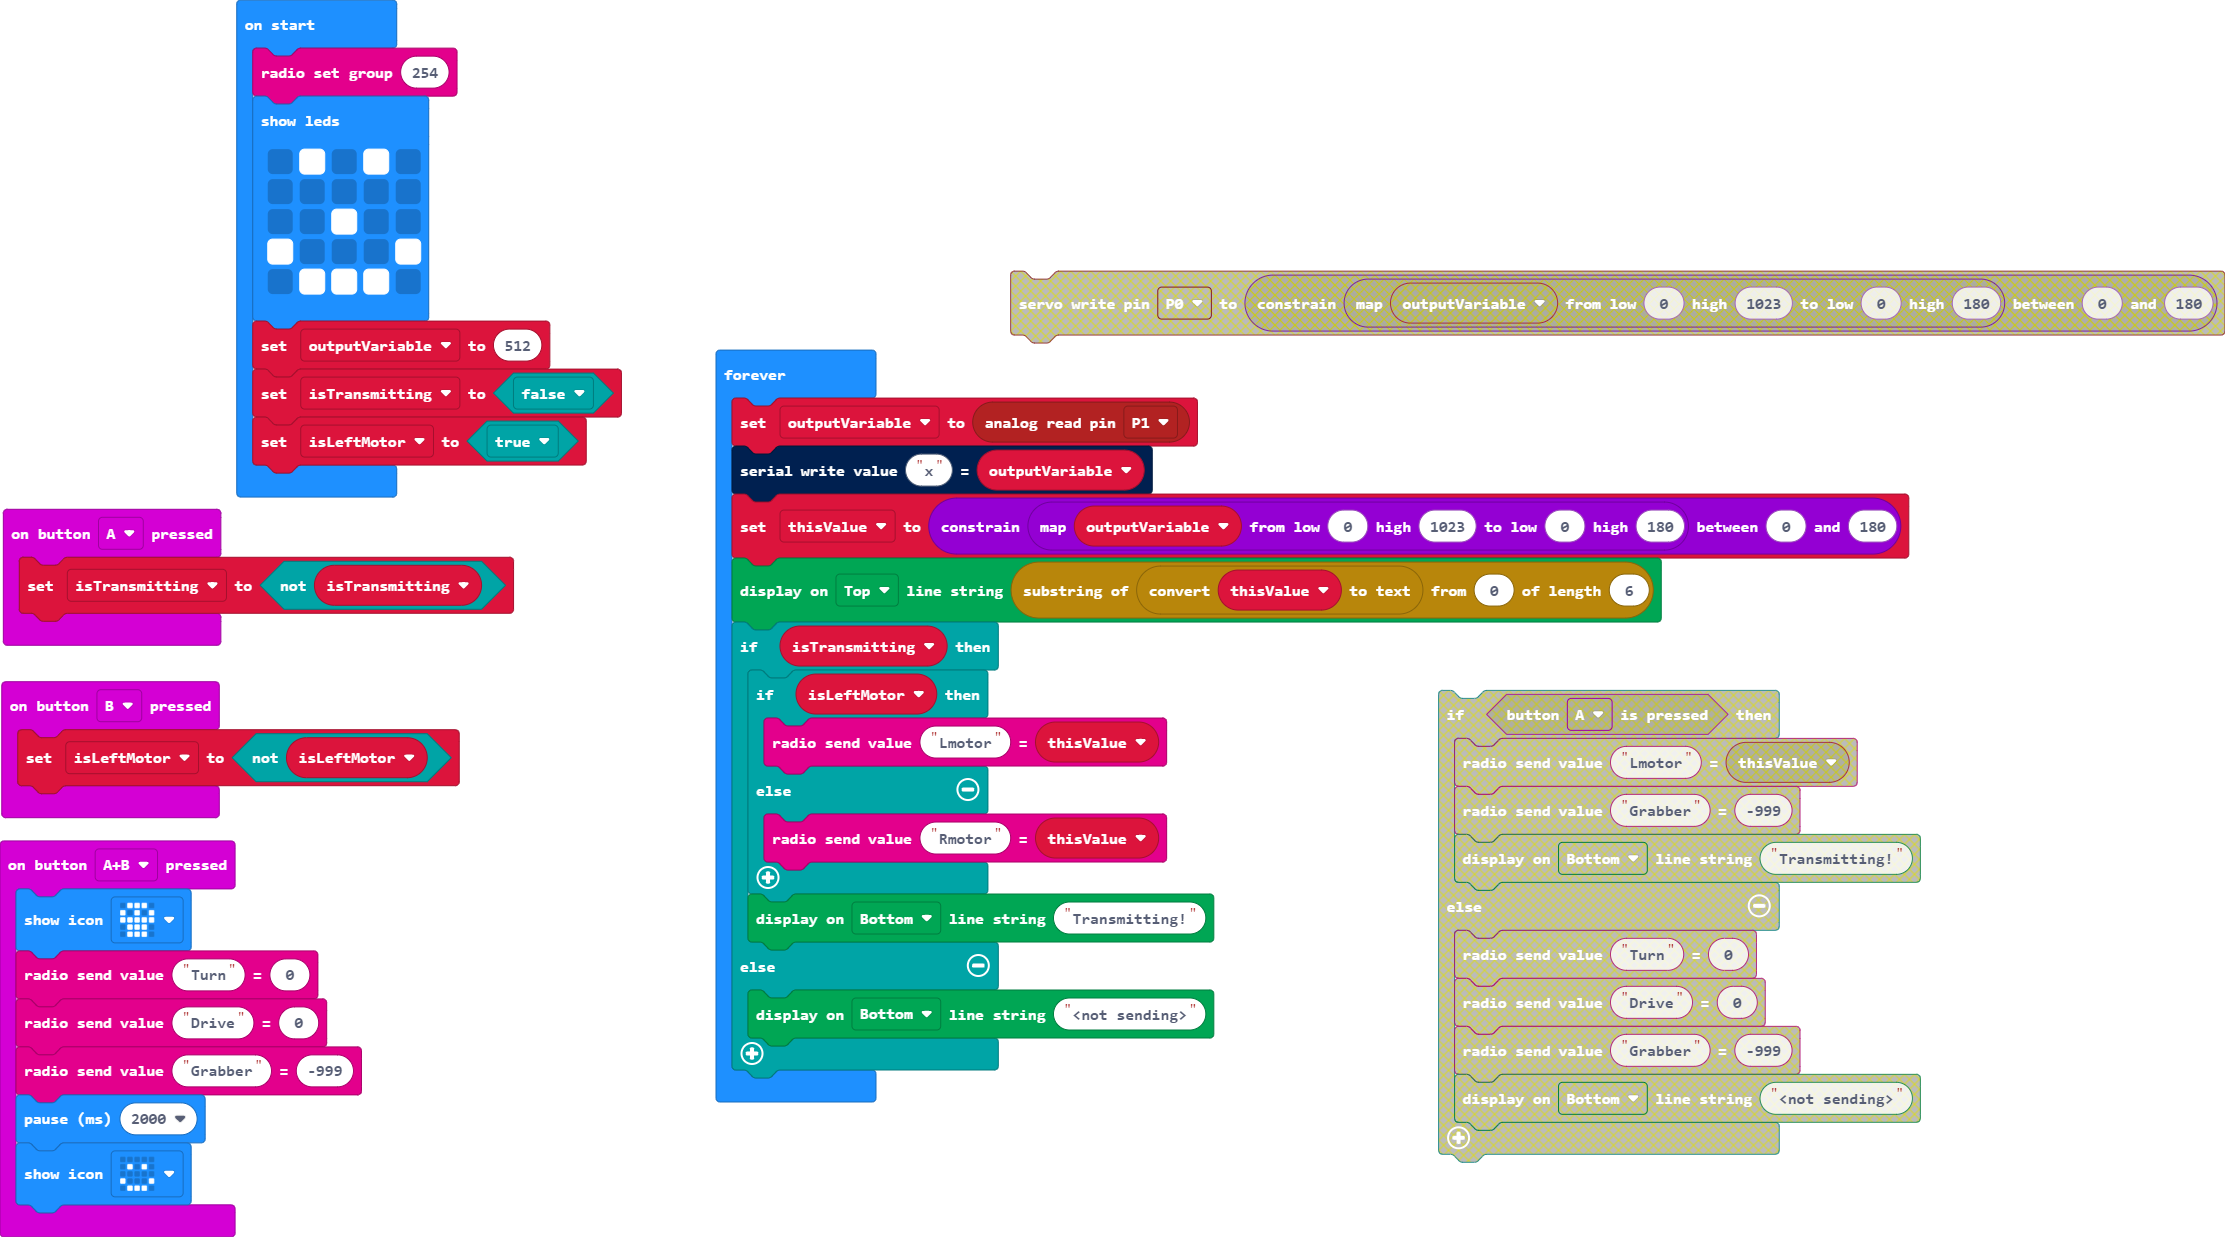 on start
radio set group 254
show leds
set outputVariable to 512
set isTransmitting to false
set isLeftMotor to true
on button A pressed
set isTransmitting to not isTransmitting
on button B pressed
set isLeftMotor to not isLeftMotor
on button A+B pressed
show icon
radio send value "Turn" = 0
radio send value "Drive" = 0
radio send value "Grabber" = -999
pause (ms) 2000
show icon
servo write pin P0 to constrain map outputVariable from low 0 high 1023 to low 0 high 180 between 0 and 180
forever
set outputVariable to analog read pin P1
serial write value "x" = outputVariable
set thisValue to constrain map outputVariable from low 0 high 1023 to low 0 high 180 between 0 and 180
display on Top line string substring of convert thisValue to text from 0 of length 6
if isTransmitting then
if isLeftMotor then
radio send value "Lmotor" = thisValue
else
radio send value "Rmotor" = thisValue
display on Bottom line string "Transmitting!"
else
display on Bottom line string "<not sending>"
if button A is pressed then
radio send value "Lmotor" = thisValue
radio send value "Grabber" = -999
display on Bottom line string "Transmitting!"
else
radio send value "Turn" = 0
radio send value "Drive" = 0
radio send value "Grabber" = -999
display on Bottom line string "<not sending>"